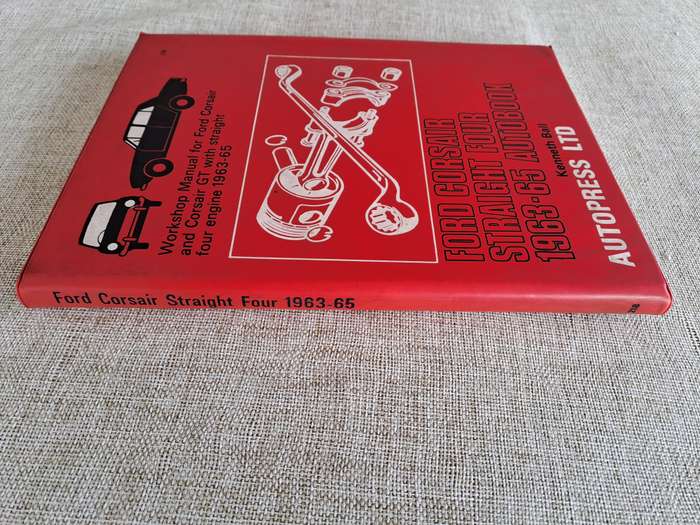 Workshop Manual for Ford Corsair
and Corsair GT with straight
four engine 1963-65
FORD CORSAIR
STRAIGHT FOUR
1963-65 AUTOBOOK
Kenneth Ball
AUTOPRESS LTD
Ford Corsair Straight Four 1963-65